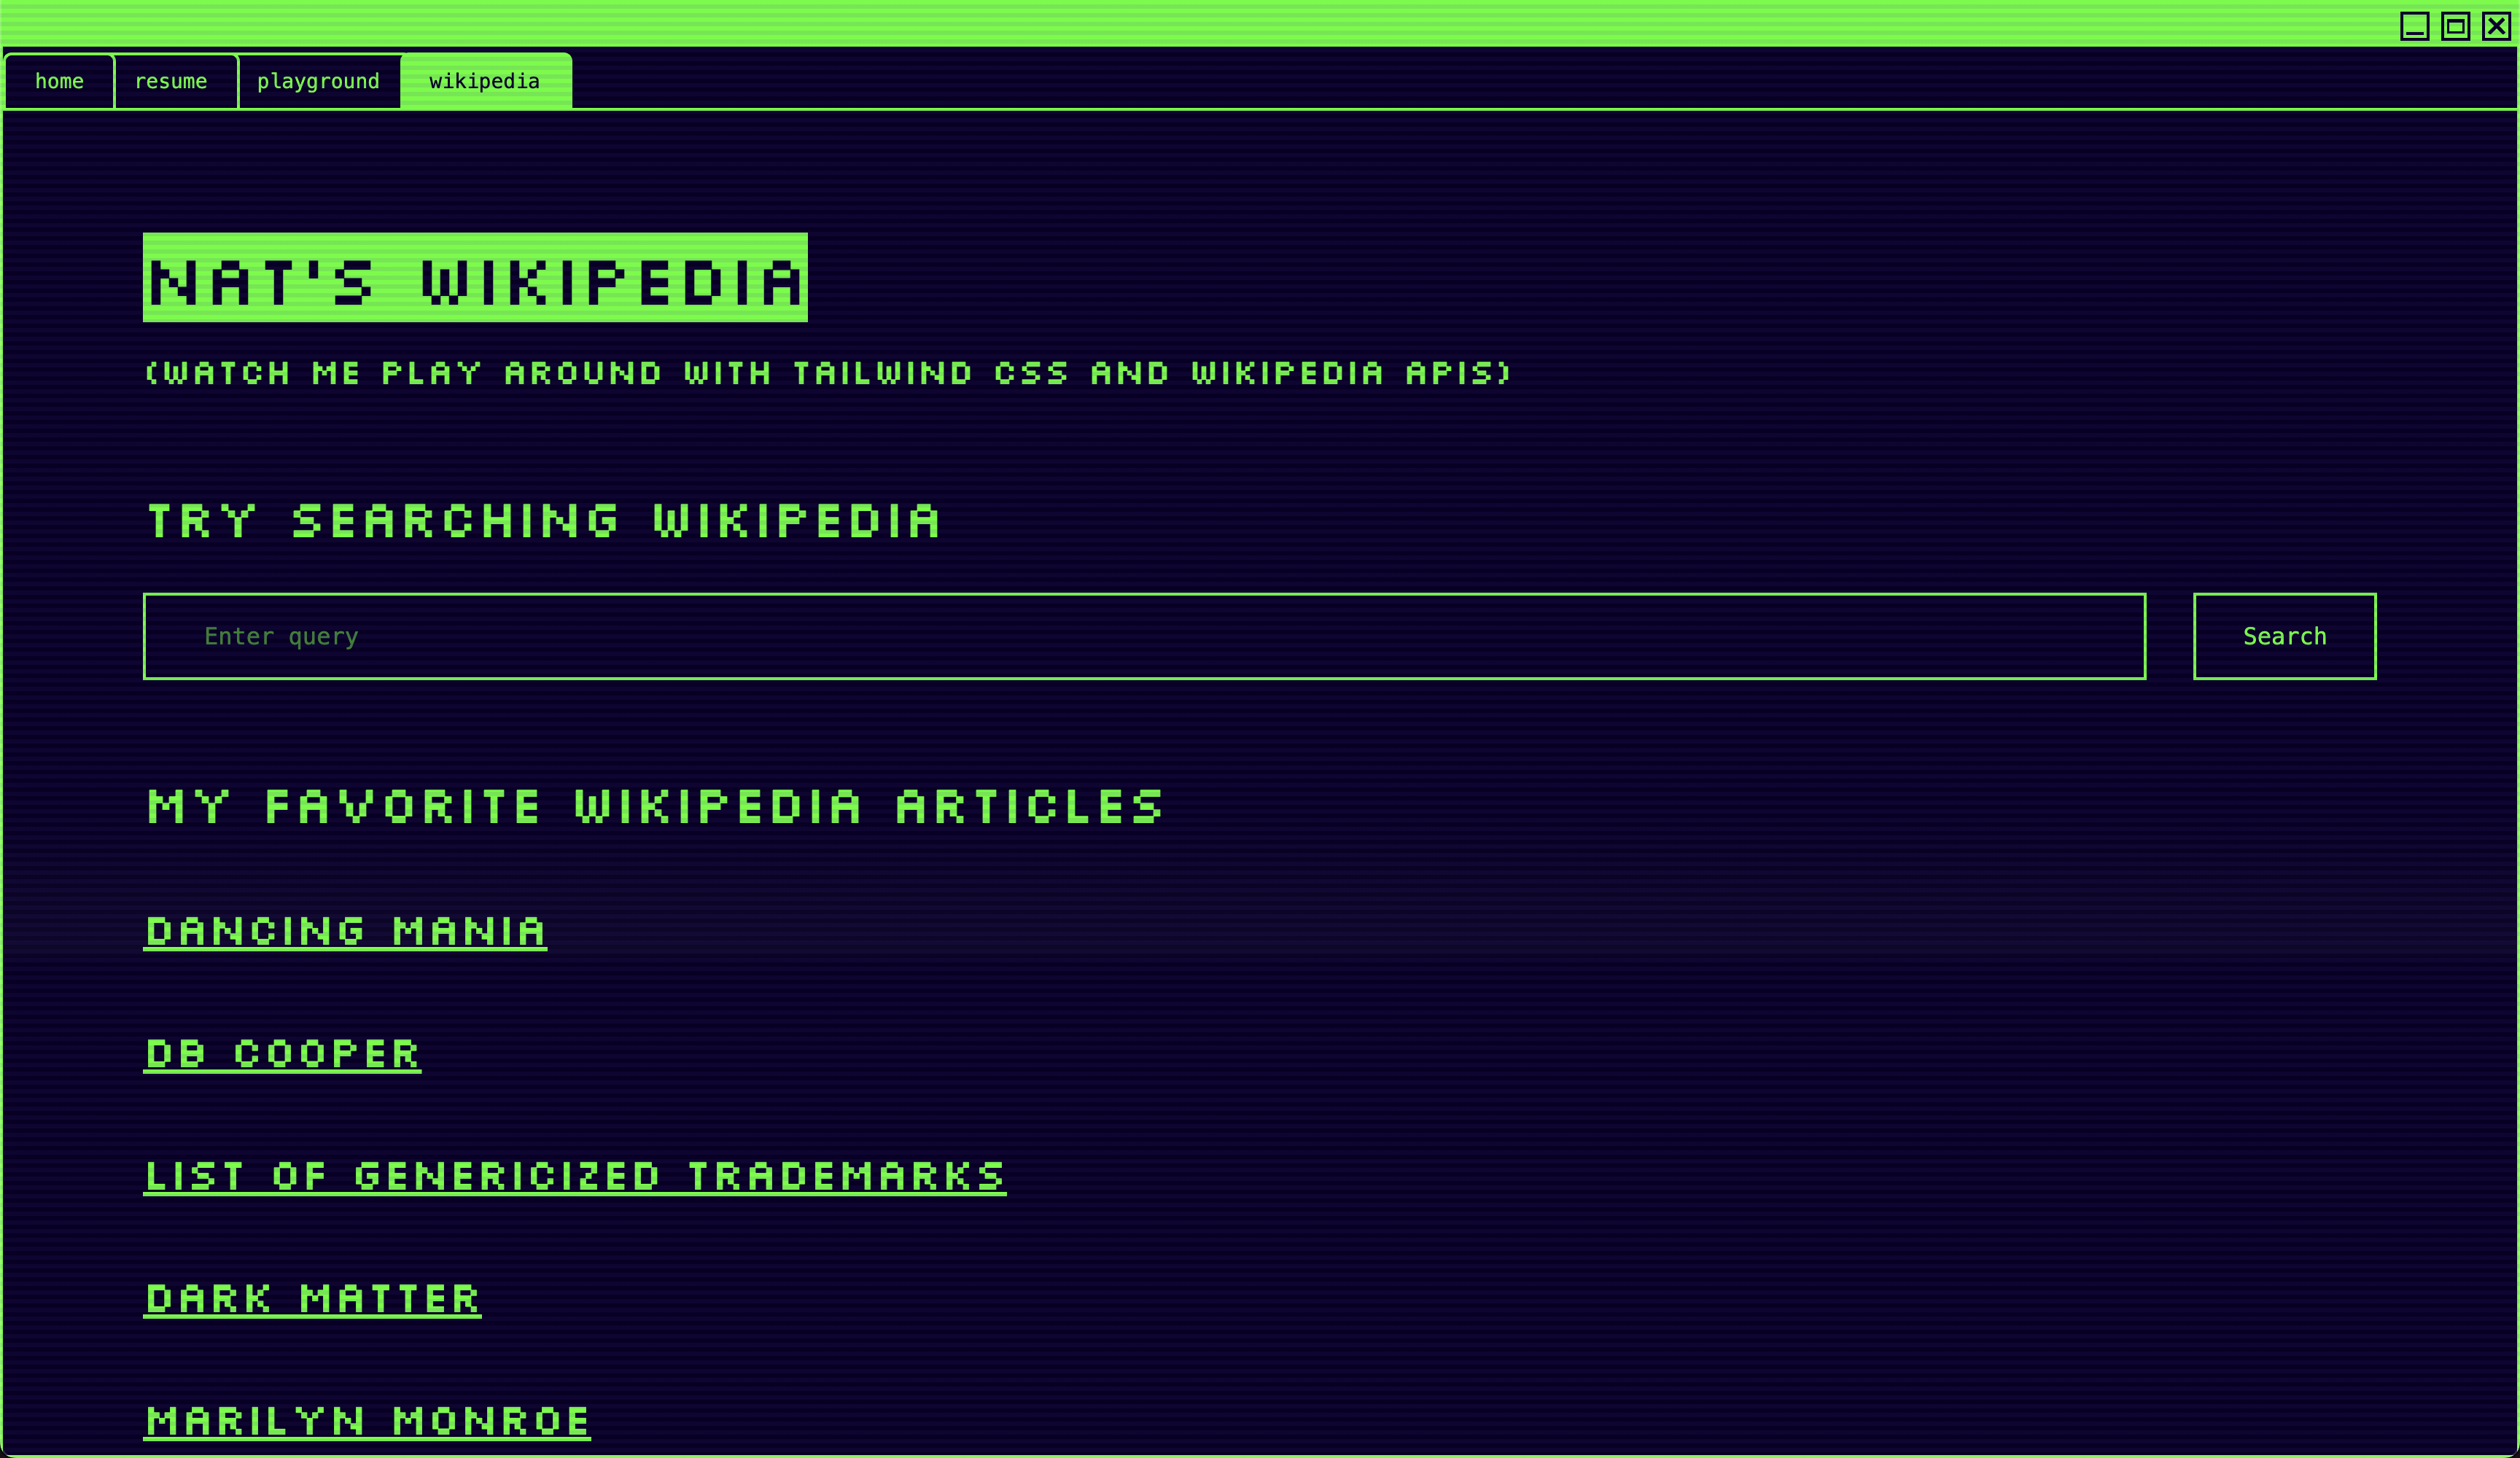 home resume playground wikipedia
NAT'S WIKIPEDIA
(WATCH ME PLAY AROUND WITH TAILWIND CSS AND WIKIPEDIA APIS)
TRY SEARCHING WIKIPEDIA
Enter query Search
MY FAVORITE WIKIPEDIA ARTICLES
DANCING MANIA
DB COOPER
LIST OF GENERICIZED TRADEMARKS
DARK MATTER
MARILYN MONROE